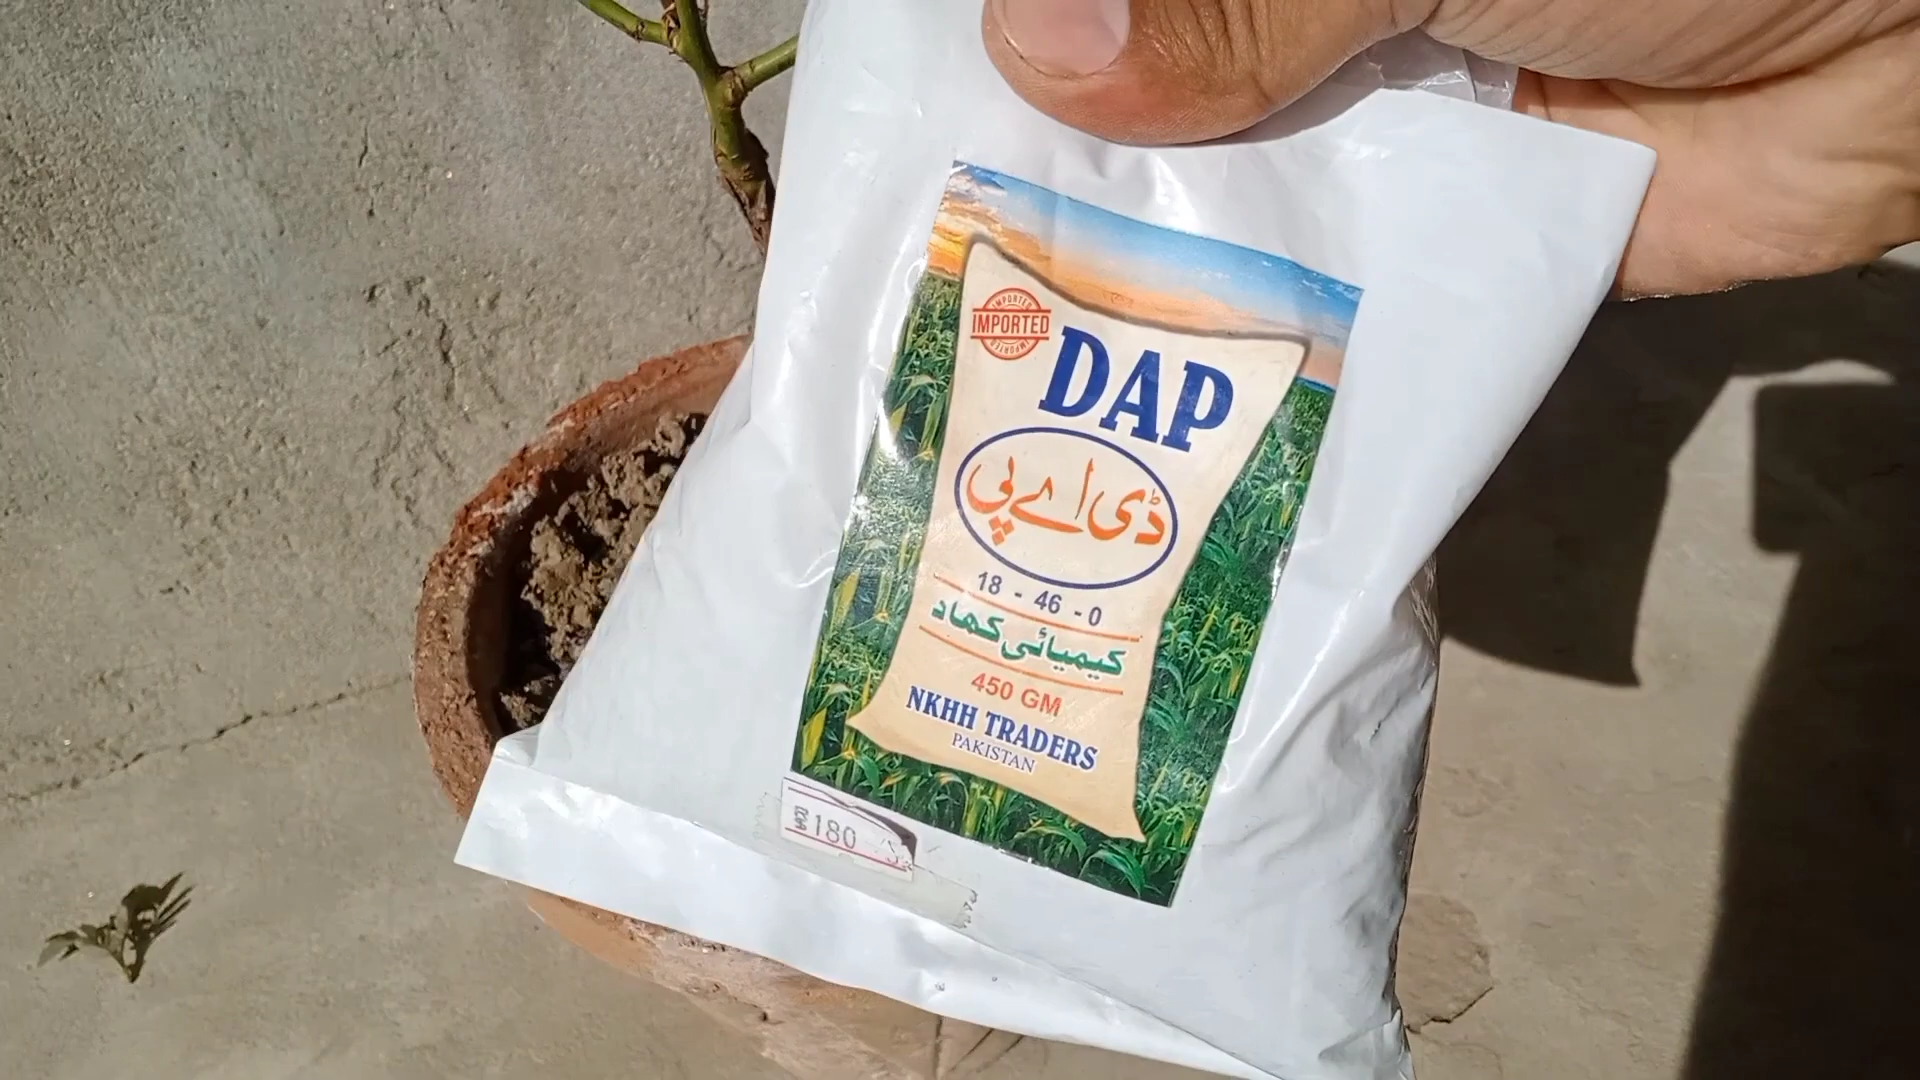 IMPORTED
IMPORTED
DAP
ڈی اے پی
18 - 46 - 0
کیمیائی کھاد
450 GM
NKHH TRADERS
PAKISTAN
180